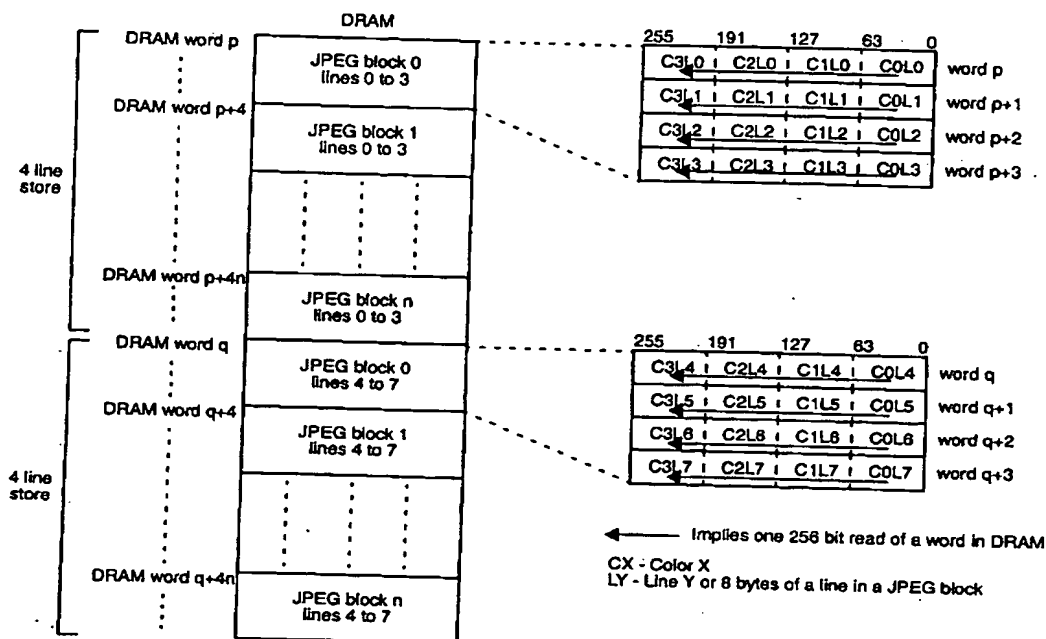 DRAM
DRAM word p
JPEG block 0
lines 0 to 3
DRAM word p+4
JPEG block 1
lines 0 to 3
4 line
store
DRAM word p+4n
JPEG block n
lines 0 to 3
DRAM word q
JPEG block 0
lines 4 to 7
DRAM word q+4
JPEG block 1
lines 4 to 7
4 line
store
DRAM word q+4n
JPEG block n
lines 4 to 7
255 191 127 63 0
C3L0 C2L0 C1L0 C0L0 word p
C3L1 C2L1 C1L1 C0L1 word p+1
C3L2 C2L2 C1L2 C0L2 word p+2
C3L3 C2L3 C1L3 C0L3 word p+3
255 191 127 63 0
C3L4 C2L4 C1L4 C0L4 word q
C3L5 C2L5 C1L5 C0L5 word q+1
C3L6 C2L6 C1L6 C0L6 word q+2
C3L7 C2L7 C1L7 C0L7 word q+3
Implies one 256 bit read of a word in DRAM
CX - Color X
LY - Line Y or 8 bytes of a line in a JPEG block